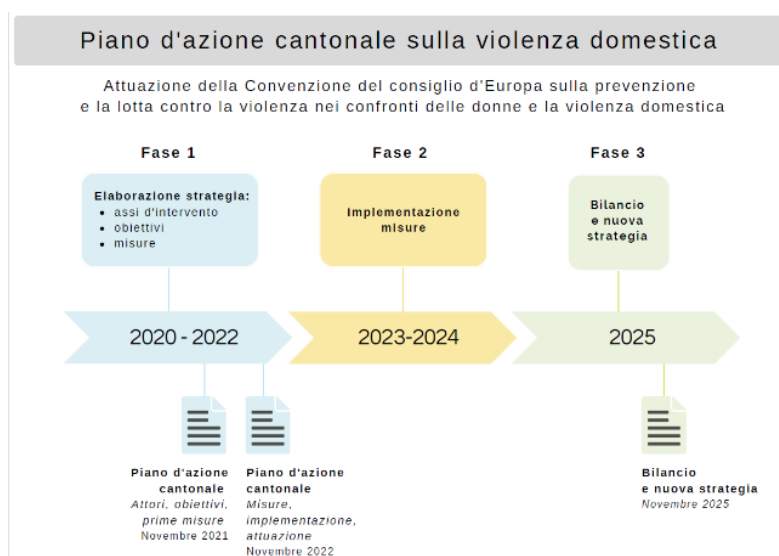 Piano d'azione cantonale sulla violenza domestica
Attuazione della Convenzione del consiglio d'Europa sulla prevenzione
e la lotta contro la violenza nei confronti delle donne e la violenza domestica
Fase 1
Elaborazione strategia:
• assi d'intervento
• obiettivi
• misure
Fase 2
Implementazione
misure
Fase 3
Bilancio
e nuova
strategia
2020 - 2022
2023-2024
2025
Piano d'azione
cantonale
Attori, obiettivi,
prime misure
Novembre 2021
Piano d'azione
cantonale
Misure,
implementazione,
attuazione
Novembre 2022
Bilancio
e nuova strategia
Novembre 2025